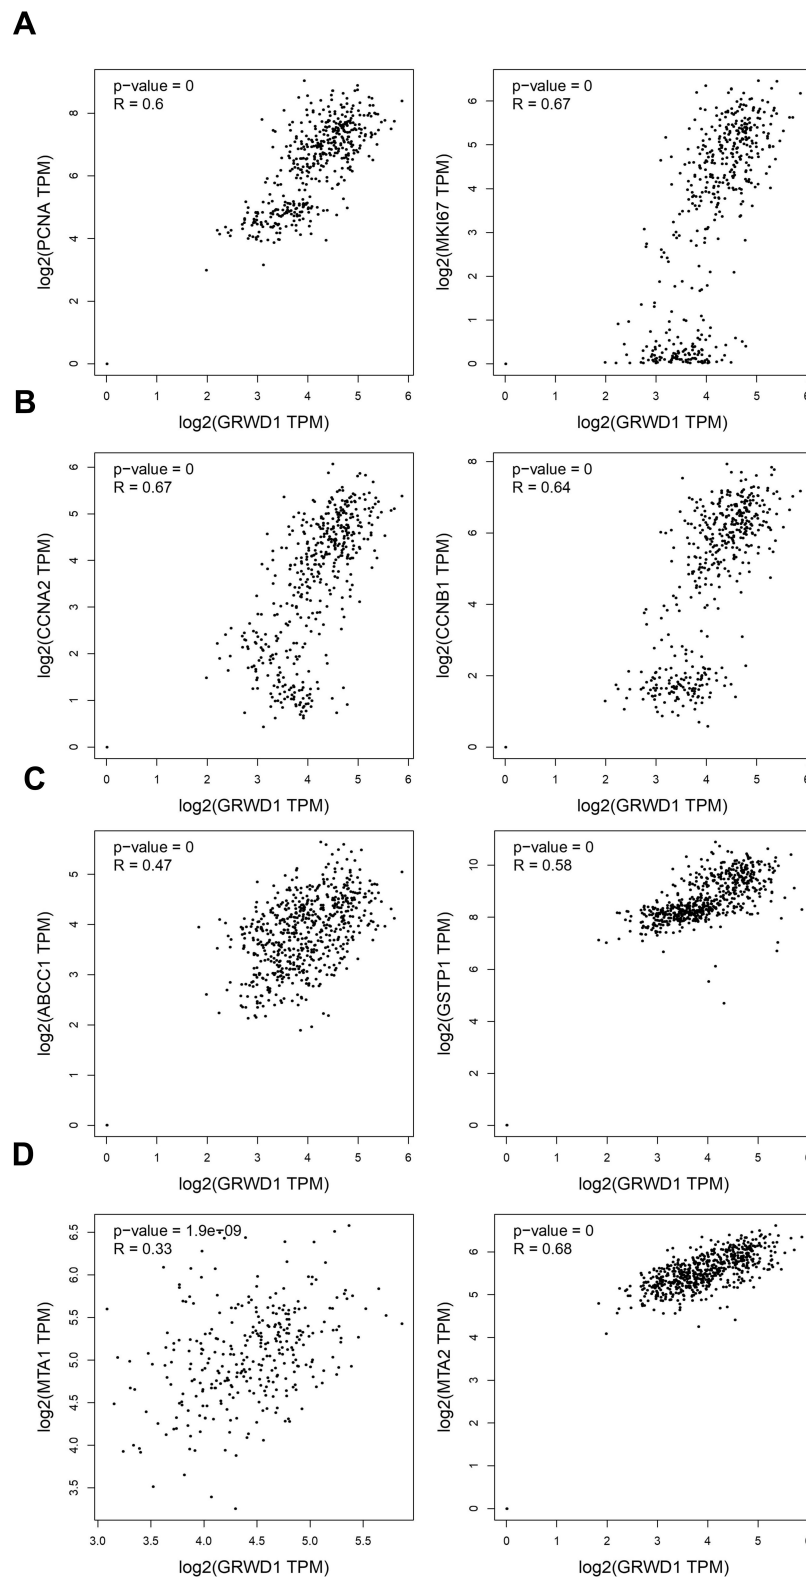 A
p−value = 0
R = 0.6
log2(PCNA TPM)
0 2 4 6 8
0 1 2 3 4 5 6
log2(GRWD1 TPM)
p−value = 0
R = 0.67
log2(MKI67 TPM)
0 1 2 3 4 5 6
0 1 2 3 4 5 6
log2(GRWD1 TPM)
B
p−value = 0
R = 0.67
log2(CCNA2 TPM)
0 1 2 3 4 5 6
0 1 2 3 4 5 6
log2(GRWD1 TPM)
p−value = 0
R = 0.64
log2(CCNB1 TPM)
0 2 4 6 8
0 1 2 3 4 5 6
log2(GRWD1 TPM)
C
p−value = 0
R = 0.47
log2(ABCC1 TPM)
0 1 2 3 4 5
0 1 2 3 4 5 6
log2(GRWD1 TPM)
p−value = 0
R = 0.58
log2(GSTP1 TPM)
0 2 4 6 8 10
0 1 2 3 4 5 6
log2(GRWD1 TPM)
D
p−value = 1.9e−09
R = 0.33
log2(MTA1 TPM)
3.5 4.0 4.5 5.0 5.5 6.0 6.5
3.0 3.5 4.0 4.5 5.0 5.5
log2(GRWD1 TPM)
p−value = 0
R = 0.68
log2(MTA2 TPM)
0 1 2 3 4 5 6
0 1 2 3 4 5 6
log2(GRWD1 TPM)